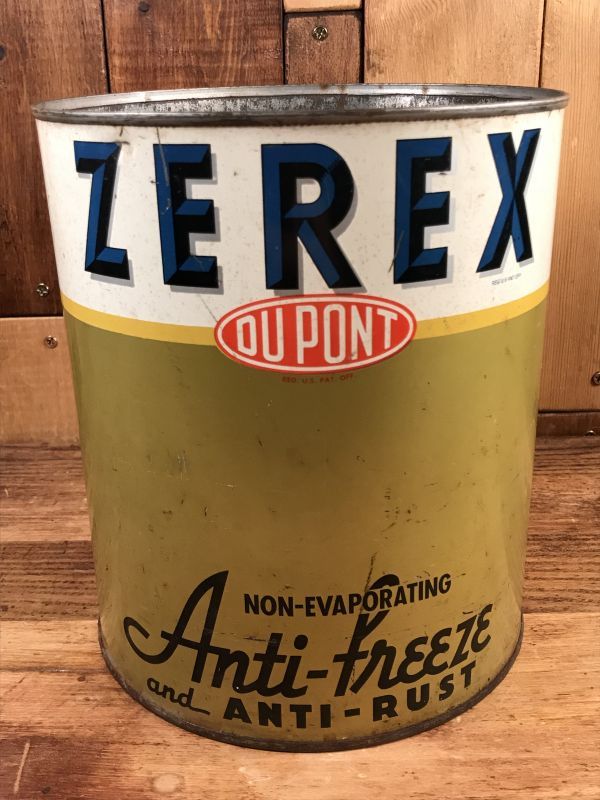 ZEREX
DU PONT
REG. U.S. PAT. OFF.
NON-EVAPORATING
Anti-Freeze
and ANTI-RUST